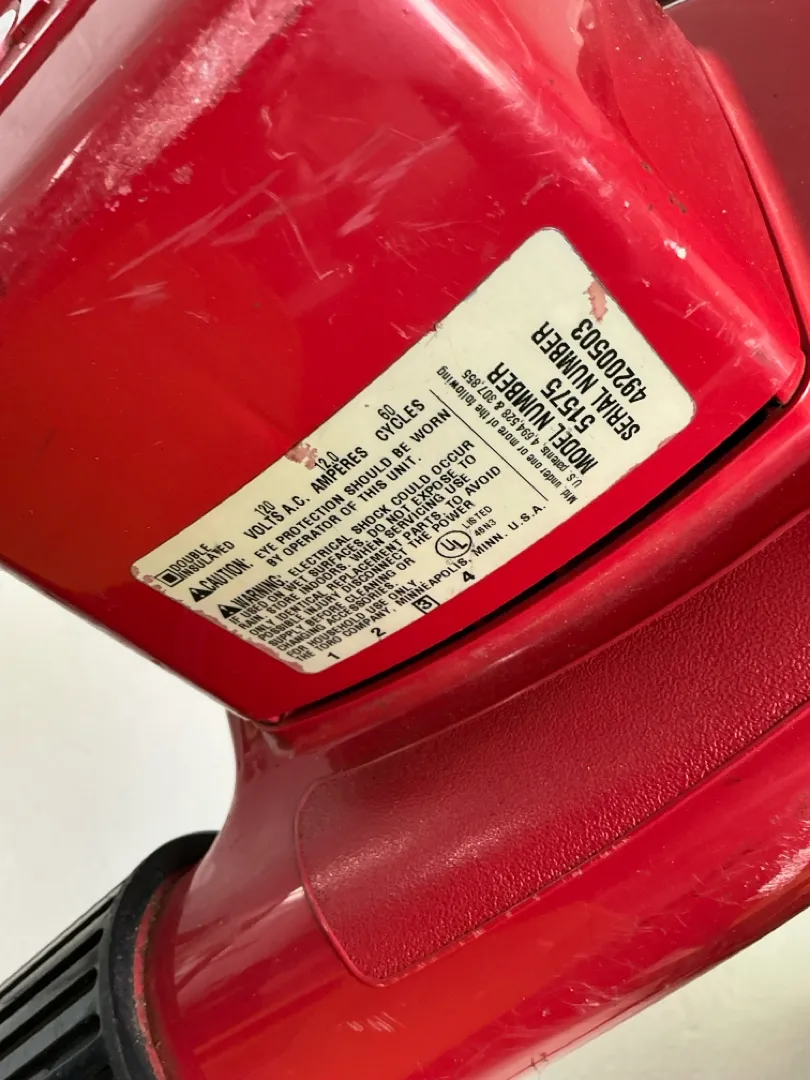 DOUBLE
INSULATED
120 12.0 60
VOLTS A.C. AMPERES CYCLES
CAUTION: EYE PROTECTION SHOULD BE WORN
BY OPERATOR OF THIS UNIT.
WARNING: ELECTRICAL SHOCK COULD OCCUR
IF USED ON WET SURFACES. DO NOT EXPOSE TO
RAIN. STORE INDOORS. WHEN SERVICING USE
ONLY IDENTICAL REPLACEMENT PARTS. TO AVOID
POSSIBLE INJURY DISCONNECT THE POWER
SUPPLY BEFORE CLEANING OR
CHANGING ACCESSORIES.
FOR HOUSEHOLD USE ONLY
THE TORO COMPANY, MINNEAPOLIS, MINN. U.S.A.
UL LISTED
46N3
1 2 3 4
Mfd. under one or more of the following
U.S. patents 4,694,528 & 307,855
MODEL NUMBER
51575
SERIAL NUMBER
49200503